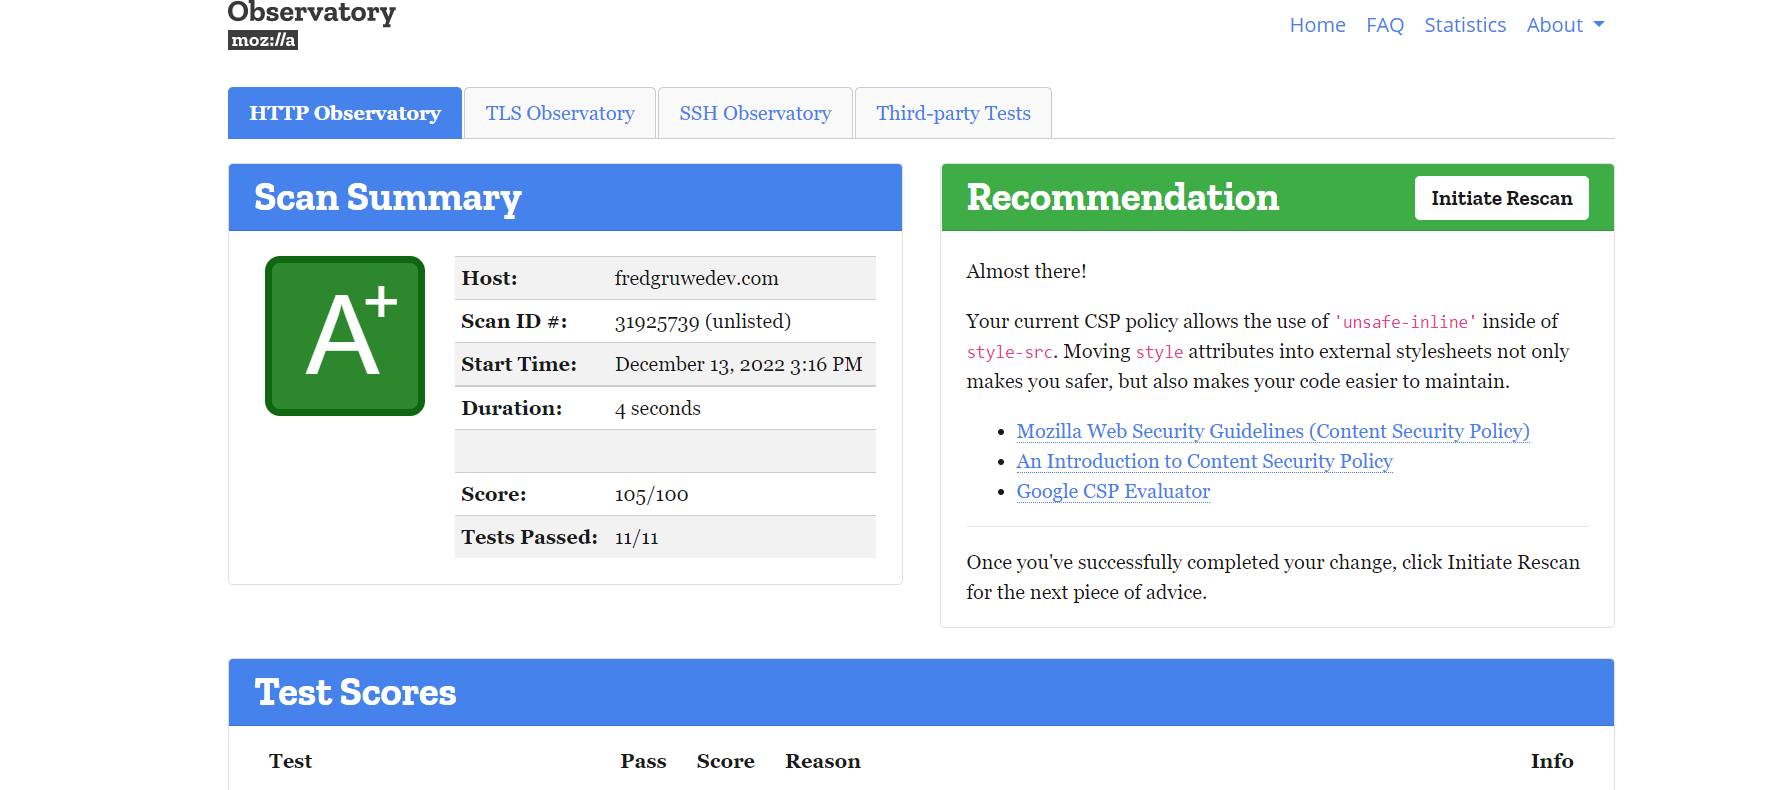 Observatory
moz://a
Home FAQ Statistics About
HTTP Observatory TLS Observatory SSH Observatory Third-party Tests
Scan Summary
A+
Host: fredgruwedev.com
Scan ID #: 31925739 (unlisted)
Start Time: December 13, 2022 3:16 PM
Duration: 4 seconds
Score: 105/100
Tests Passed: 11/11
Recommendation
Initiate Rescan
Almost there!
Your current CSP policy allows the use of 'unsafe-inline' inside of
style-src. Moving style attributes into external stylesheets not only
makes you safer, but also makes your code easier to maintain.
• Mozilla Web Security Guidelines (Content Security Policy)
• An Introduction to Content Security Policy
• Google CSP Evaluator
Once you've successfully completed your change, click Initiate Rescan
for the next piece of advice.
Test Scores
Test Pass Score Reason Info